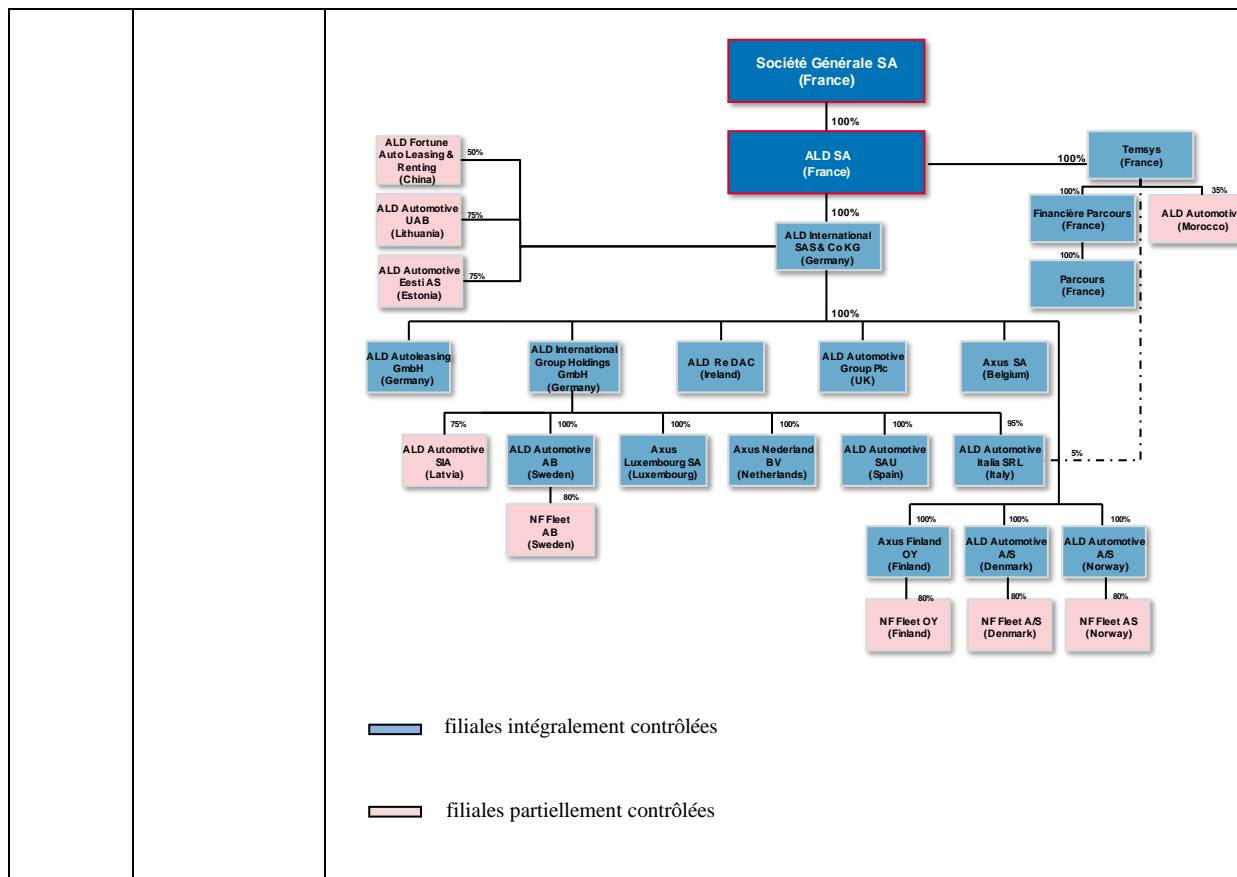 Société Générale SA
(France)
100%
ALD SA
(France)
100%
Temsys
(France)
ALD Fortune
Auto Leasing &
Renting
(China)
50%
ALD Automotive
UAB
(Lithuania)
75%
ALD Automotive
Eesti AS
(Estonia)
75%
100%
ALD International
SAS & Co KG
(Germany)
100%
35%
Financière Parcours
(France)
ALD Automotive
(Morocco)
100%
Parcours
(France)
100%
ALD Autoleasing
GmbH
(Germany)
ALD International
Group Holdings
GmbH
(Germany)
ALD Re DAC
(Ireland)
ALD Automotive
Group Plc
(UK)
Axus SA
(Belgium)
75%
100%
100%
100%
100%
95%
ALD Automotive
SIA
(Latvia)
ALD Automotive
AB
(Sweden)
Axus
Luxembourg SA
(Luxembourg)
Axus Nederland
BV
(Netherlands)
ALD Automotive
SAU
(Spain)
ALD Automotive
Italia SRL
(Italy)
5%
80%
NF Fleet
AB
(Sweden)
100%
100%
100%
Axus Finland
OY
(Finland)
ALD Automotive
A/S
(Denmark)
ALD Automotive
A/S
(Norway)
80%
80%
80%
NF Fleet OY
(Finland)
NF Fleet A/S
(Denmark)
NF Fleet AS
(Norway)
filiales intégralement contrôlées
filiales partiellement contrôlées